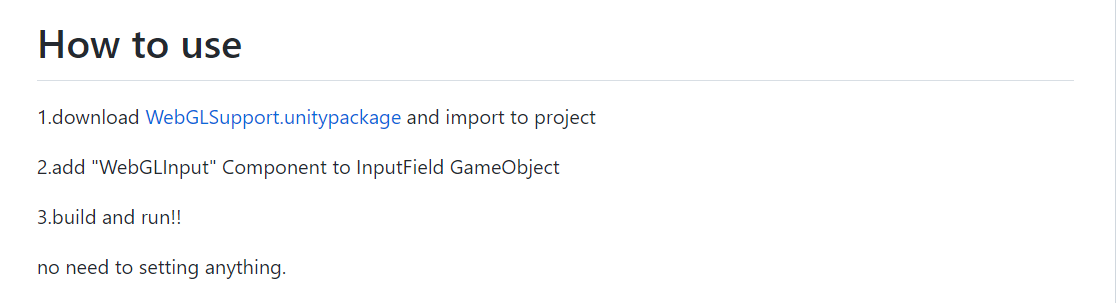 How to use
1.download WebGLSupport.unitypackage and import to project
2.add "WebGLInput" Component to InputField GameObject
3.build and run!!
no need to setting anything.